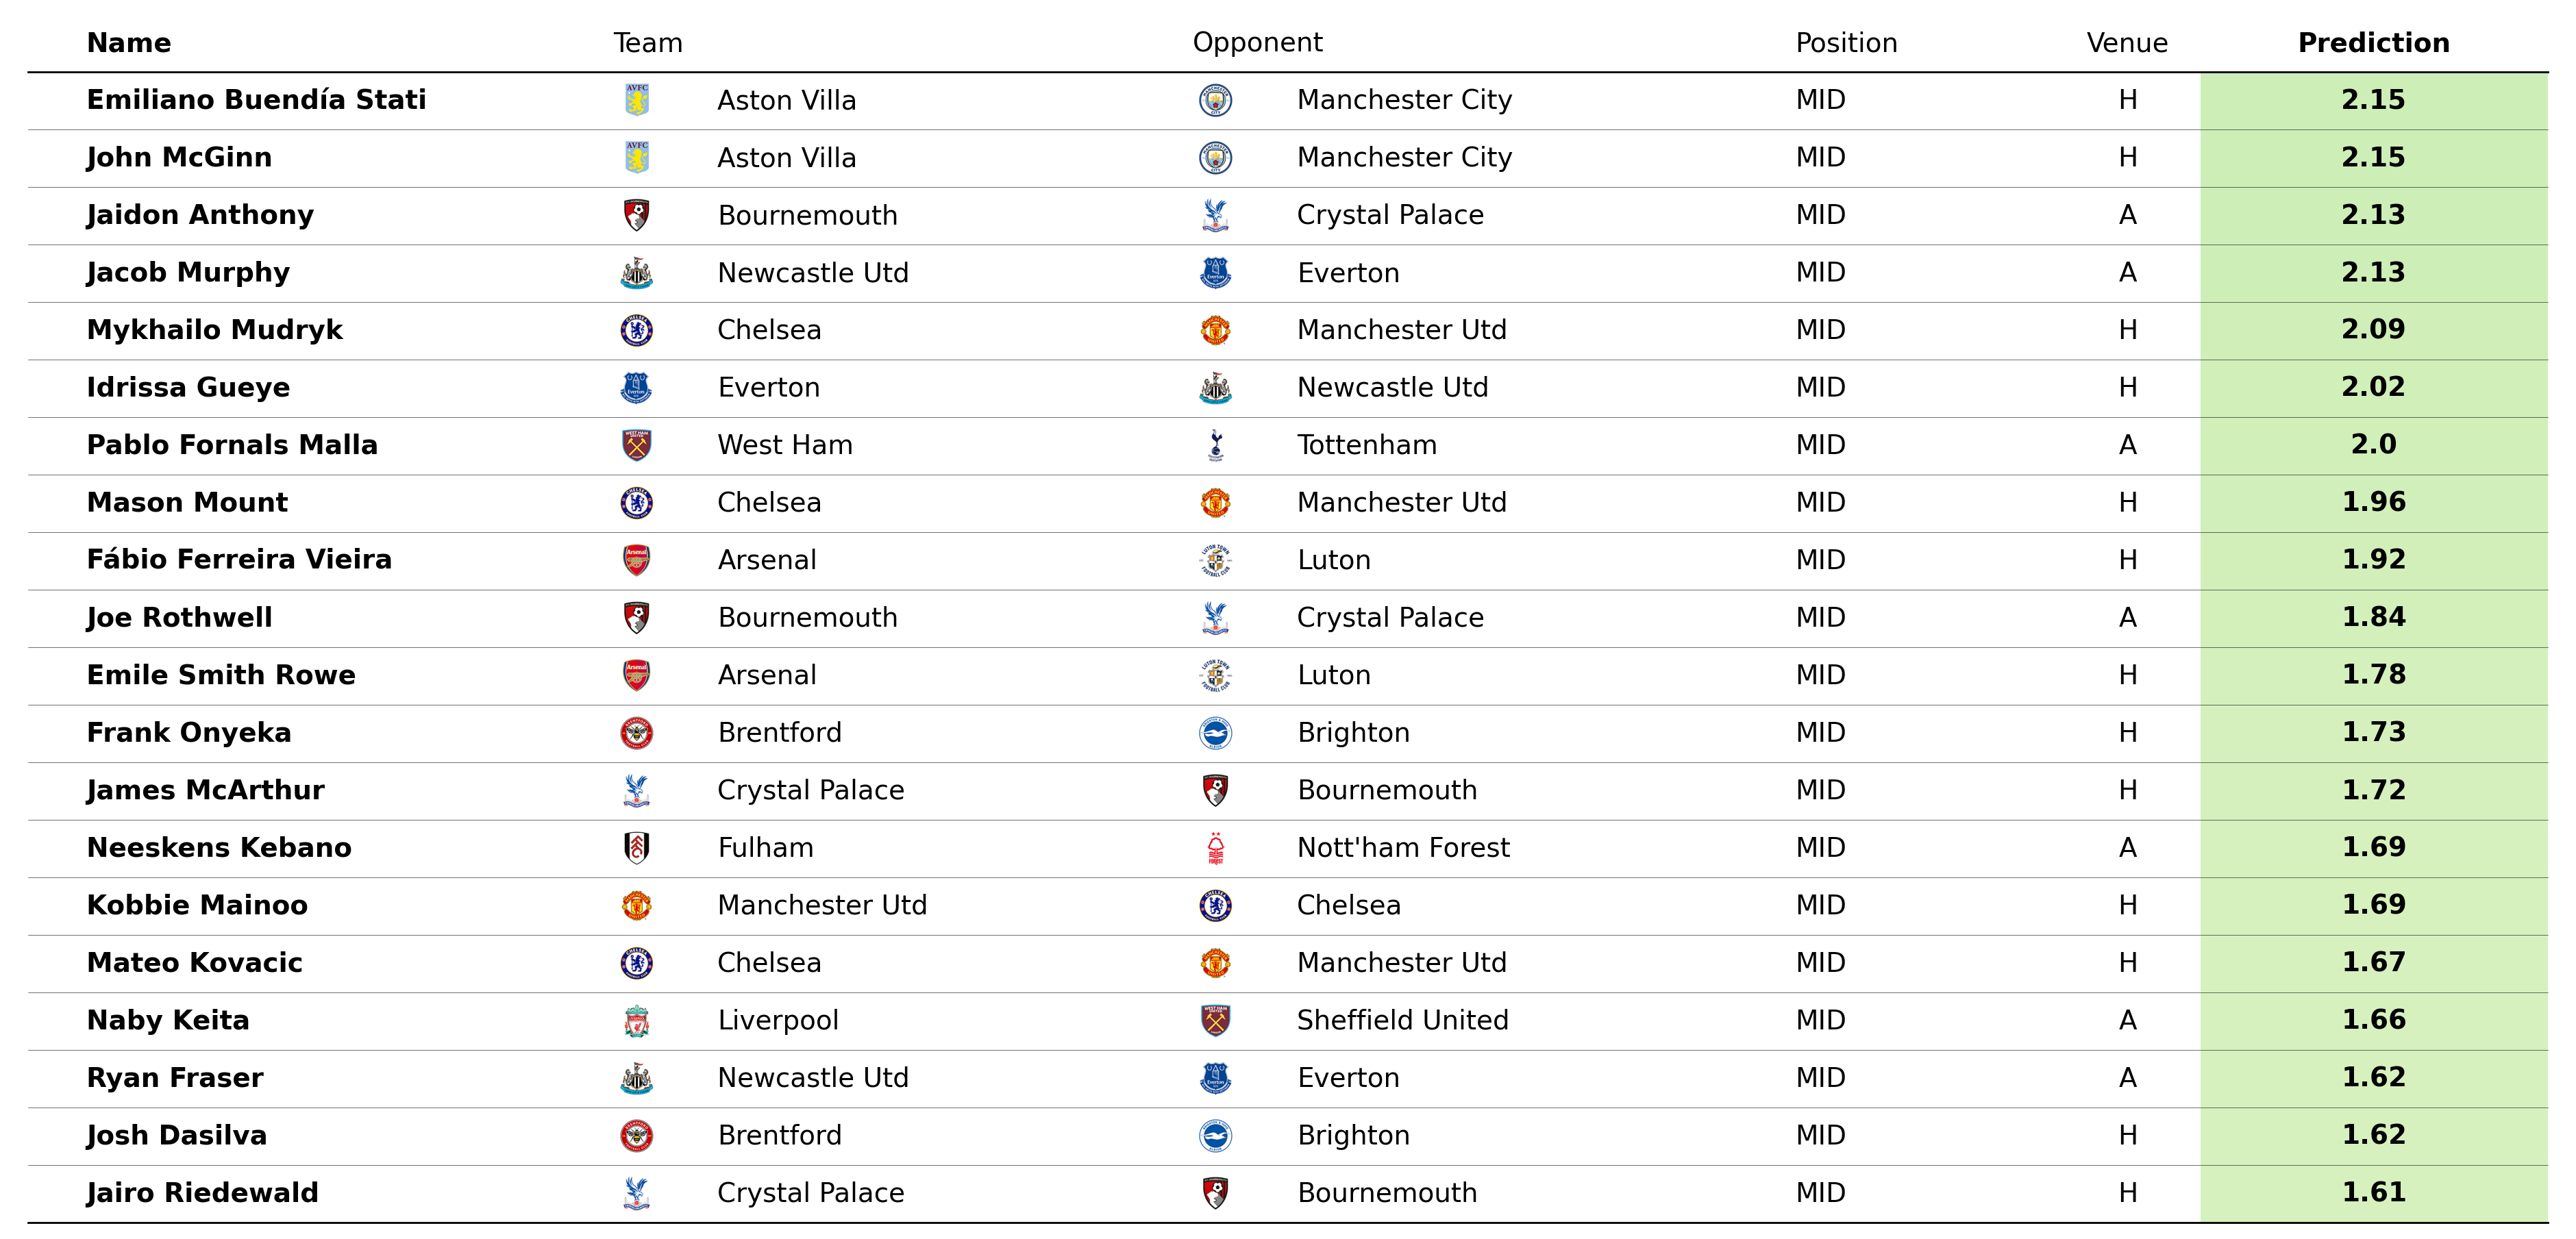 Name Team Opponent Position Venue Prediction
Emiliano Buendía Stati Aston Villa Manchester City MID H 2.15
John McGinn Aston Villa Manchester City MID H 2.15
Jaidon Anthony Bournemouth Crystal Palace MID A 2.13
Jacob Murphy Newcastle Utd Everton MID A 2.13
Mykhailo Mudryk Chelsea Manchester Utd MID H 2.09
Idrissa Gueye Everton Newcastle Utd MID H 2.02
Pablo Fornals Malla West Ham Tottenham MID A 2.0
Mason Mount Chelsea Manchester Utd MID H 1.96
Fábio Ferreira Vieira Arsenal Luton MID H 1.92
Joe Rothwell Bournemouth Crystal Palace MID A 1.84
Emile Smith Rowe Arsenal Luton MID H 1.78
Frank Onyeka Brentford Brighton MID H 1.73
James McArthur Crystal Palace Bournemouth MID H 1.72
Neeskens Kebano Fulham Nott'ham Forest MID A 1.69
Kobbie Mainoo Manchester Utd Chelsea MID H 1.69
Mateo Kovacic Chelsea Manchester Utd MID H 1.67
Naby Keita Liverpool Sheffield United MID A 1.66
Ryan Fraser Newcastle Utd Everton MID A 1.62
Josh Dasilva Brentford Brighton MID H 1.62
Jairo Riedewald Crystal Palace Bournemouth MID H 1.61